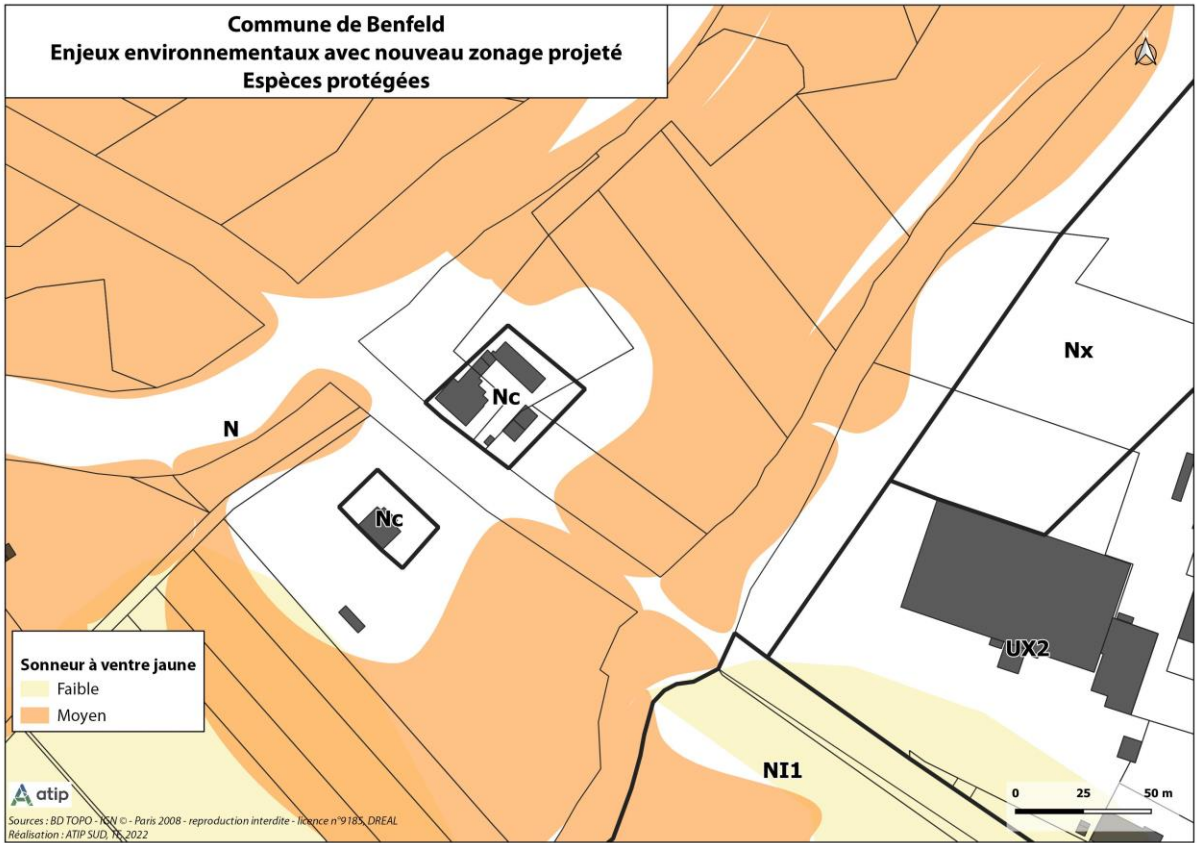 Commune de Benfeld
Enjeux environnementaux avec nouveau zonage projeté
Espèces protégées
Nx
Nc
N
Nc
UX2
Sonneur à ventre jaune
Faible
Moyen
NI1
0 25 50 m
atip
Sources : BD TOPO - IGN © - Paris 2008 - reproduction interdite - licence n°9185, DREAL
Réalisation : ATIP SUD, TF, 2022